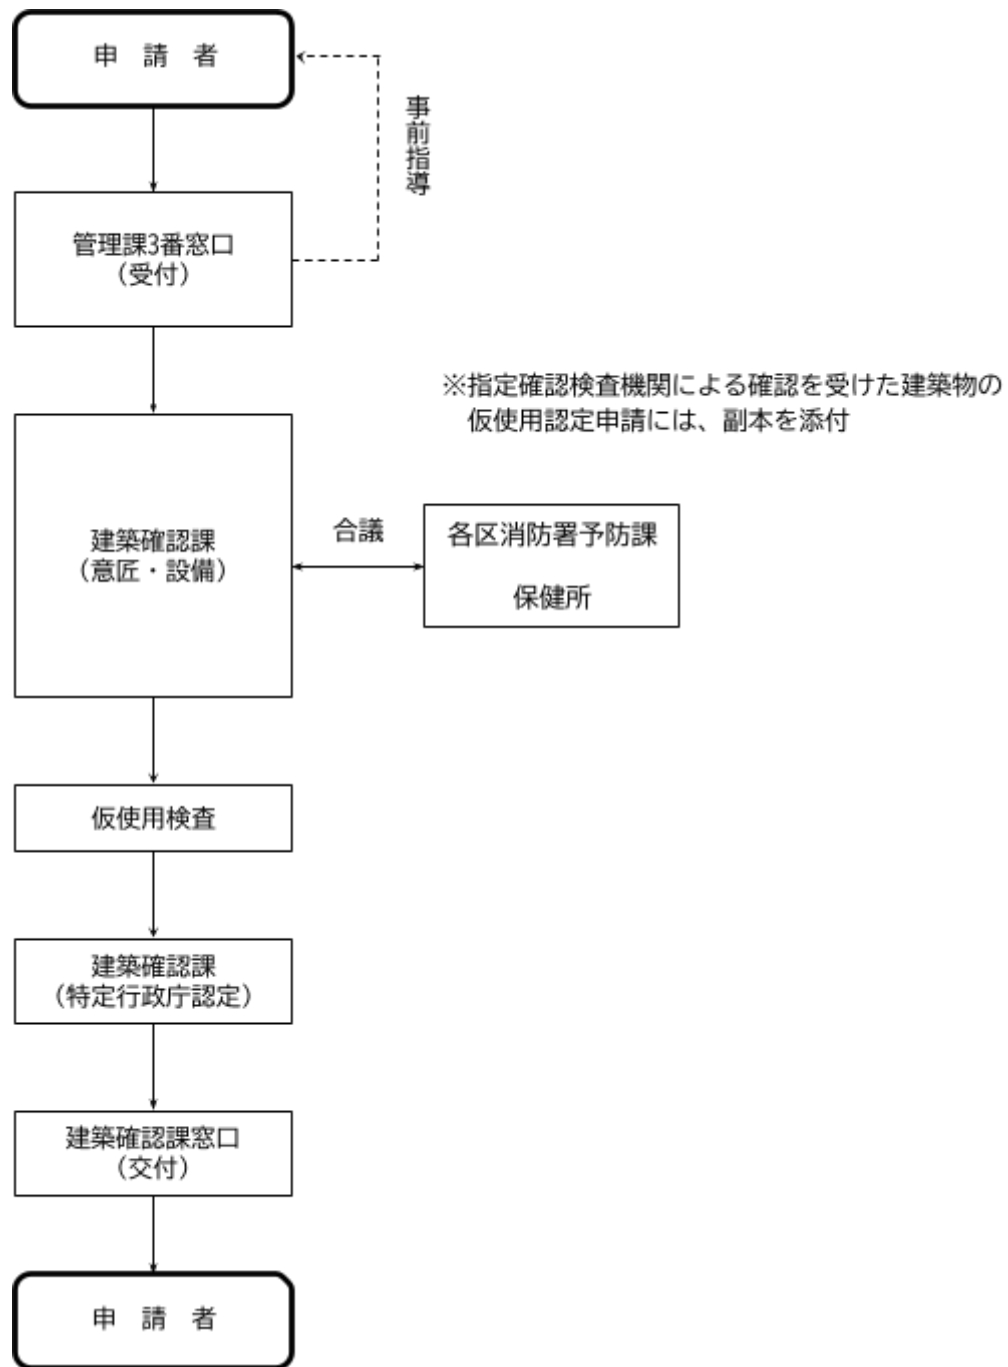 申　請　者
事前指導
管理課3番窓口
（受付）
※指定確認検査機関による確認を受けた建築物の
仮使用認定申請には、副本を添付
建築確認課
（意匠・設備）
合議
各区消防署予防課
保健所
仮使用検査
建築確認課
（特定行政庁認定）
建築確認課窓口
（交付）
申　請　者